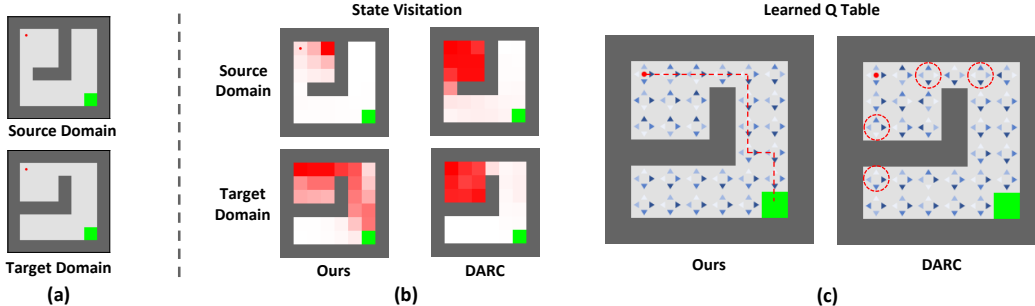 State Visitation
Learned Q Table
Source Domain
Target Domain
(a)
Source
Domain
Target
Domain
Ours
DARC
(b)
Ours
DARC
(c)